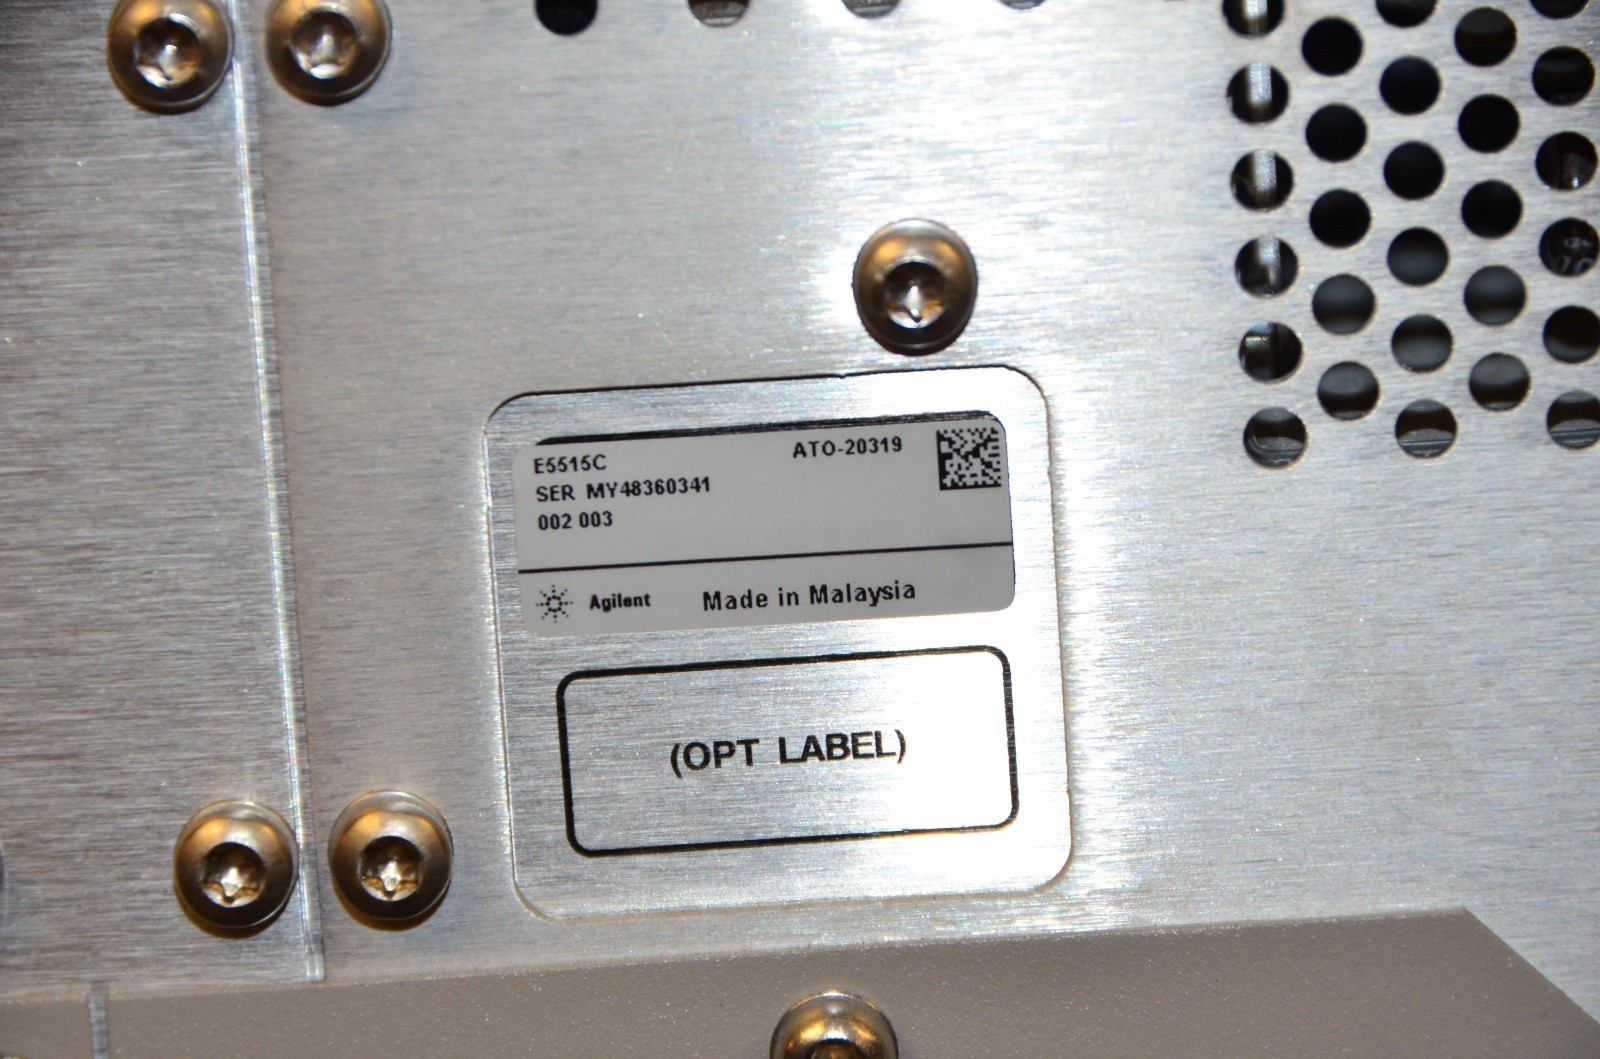 E5515C ATO-20319
SER MY48360341
002 003
Agilent Made in Malaysia
(OPT LABEL)